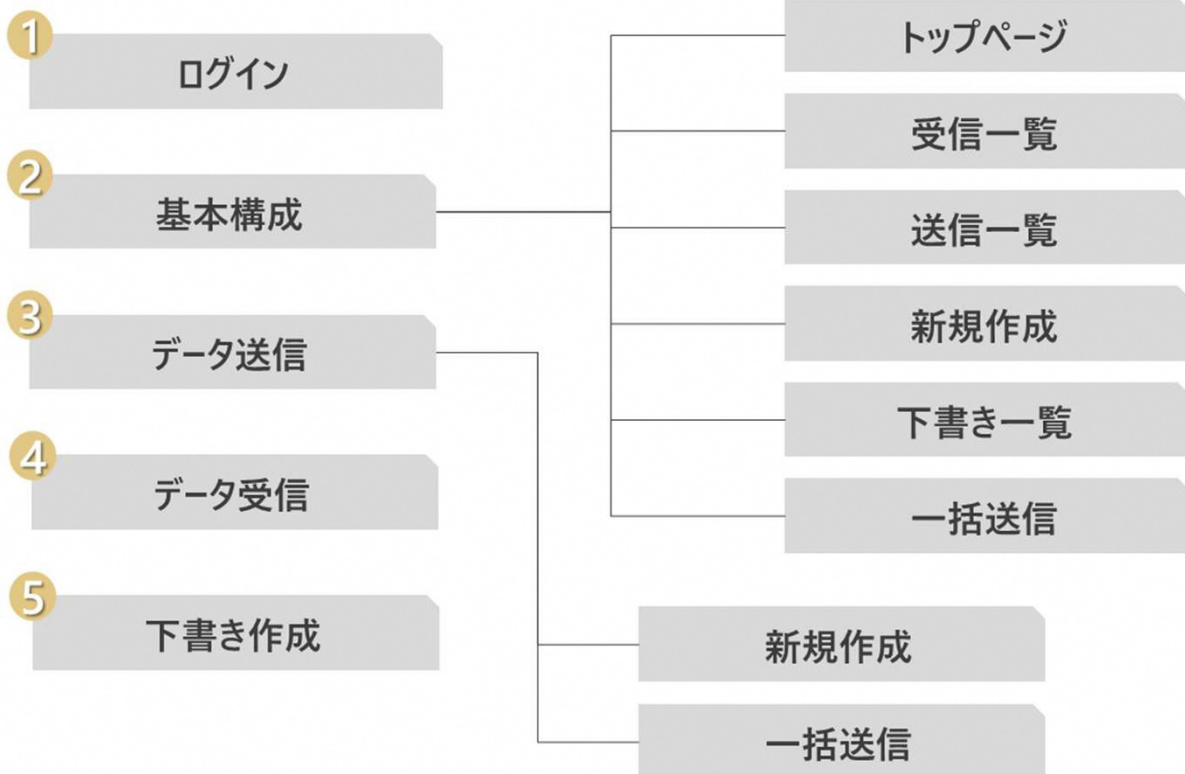 1
ログイン
2
基本構成
3
データ送信
4
データ受信
5
下書き作成
トップページ
受信一覧
送信一覧
新規作成
下書き一覧
一括送信
新規作成
一括送信